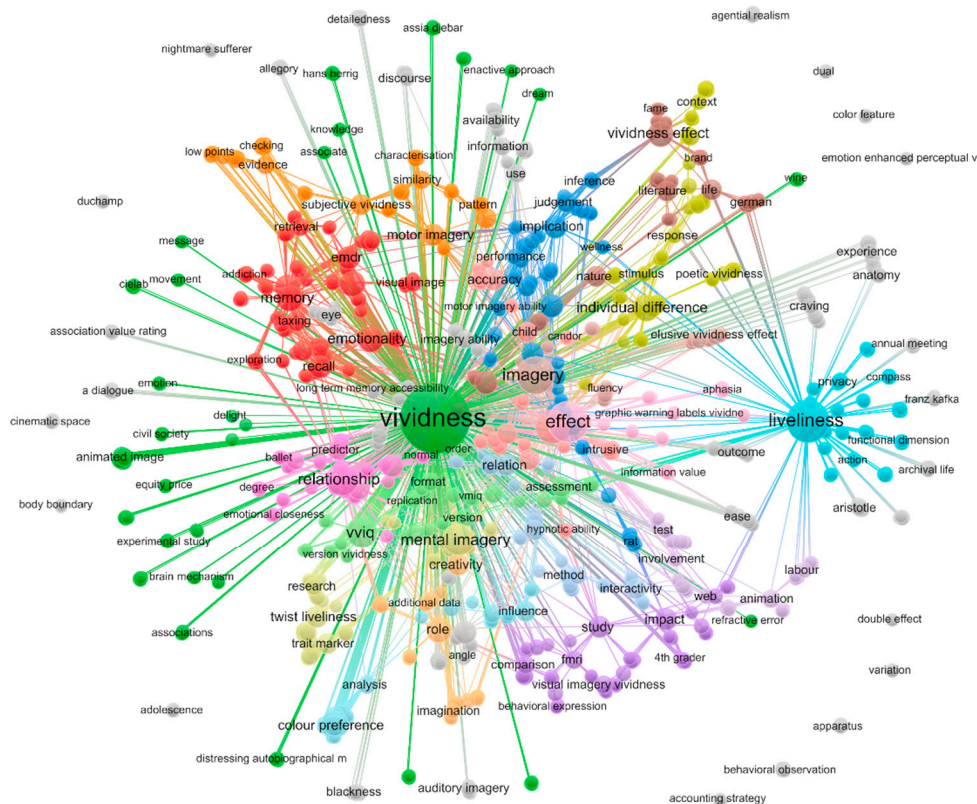 agential realism
detailedness
assia djebar
nightmare sufferer
allegory
hans herrig
discourse
enactive approach
dual
dream
fame
context
color feature
availability
vividness effect
knowledge
information
associate
checking
low points
evidence
characterisation
use
brand
emotion enhanced perceptual v
similarity
inference
literature
life
wine
duchamp
subjective vividness
pattern
judgement
german
retrieval
motor imagery
implication
response
message
emdr
performance
wellness
experience
addiction
visual image
accuracy
nature
stimulus
poetic vividness
anatomy
cielab
movement
memory
motor imagery ability
individual difference
craving
taxing
eye
association value rating
emotionality
imagery ability
child
candor
elusive vividness effect
annual meeting
exploration
recall
imagery
a dialogue
emotion
long term memory accessibility
fluency
aphasia
privacy
compass
delight
franz kafka
cinematic space
civil society
vividness
effect
graphic warning labels vividne
liveliness
animated image
predictor
normal
order
intrusive
functional dimension
ballet
relation
outcome
action
equity price
relationship
format
information value
archival life
degree
vmiq
assessment
body boundary
emotional closeness
replication
aristotle
version
hypnotic ability
ease
experimental study
vviq
mental imagery
test
rat
version vividness
creativity
involvement
brain mechanism
research
method
labour
interactivity
web
animation
additional data
influence
associations
twist liveliness
role
study
impact
refractive error
double effect
trait marker
angle
fmri
4th grader
comparison
variation
analysis
visual imagery vividness
adolescence
imagination
behavioral expression
colour preference
apparatus
distressing autobiographical m
behavioral observation
blackness
auditory imagery
accounting strategy